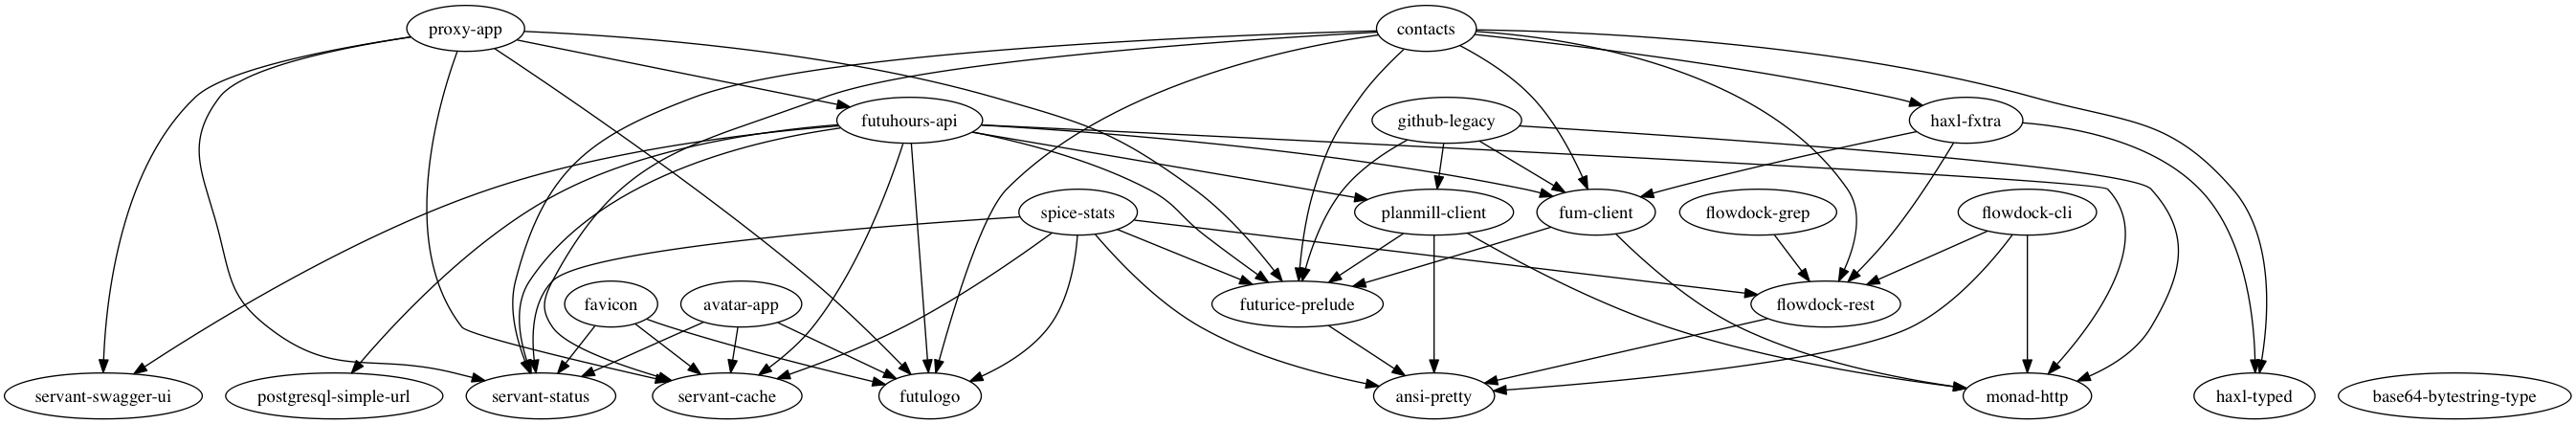 proxy-app
contacts
futuhours-api
github-legacy
haxl-fxtra
spice-stats
planmill-client
fum-client
flowdock-grep
flowdock-cli
favicon
avatar-app
futurice-prelude
flowdock-rest
servant-swagger-ui
postgresql-simple-url
servant-status
servant-cache
futulogo
ansi-pretty
monad-http
haxl-typed
base64-bytestring-type